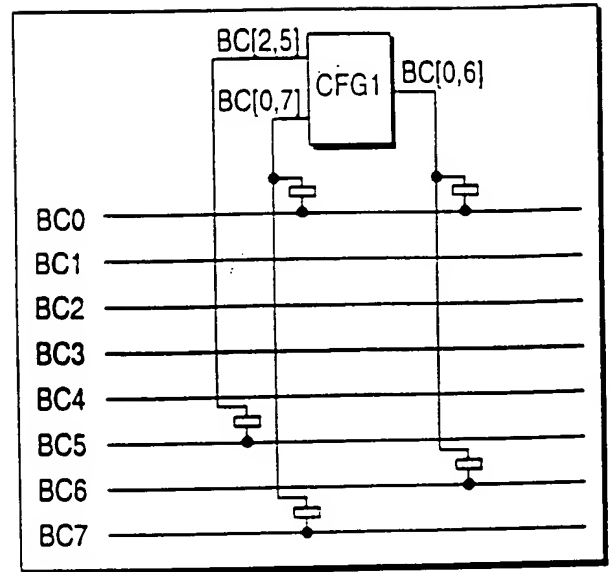 BC[2,5]
CFG1
BC[0,6]
BC[0,7]
BC0
BC1
BC2
BC3
BC4
BC5
BC6
BC7